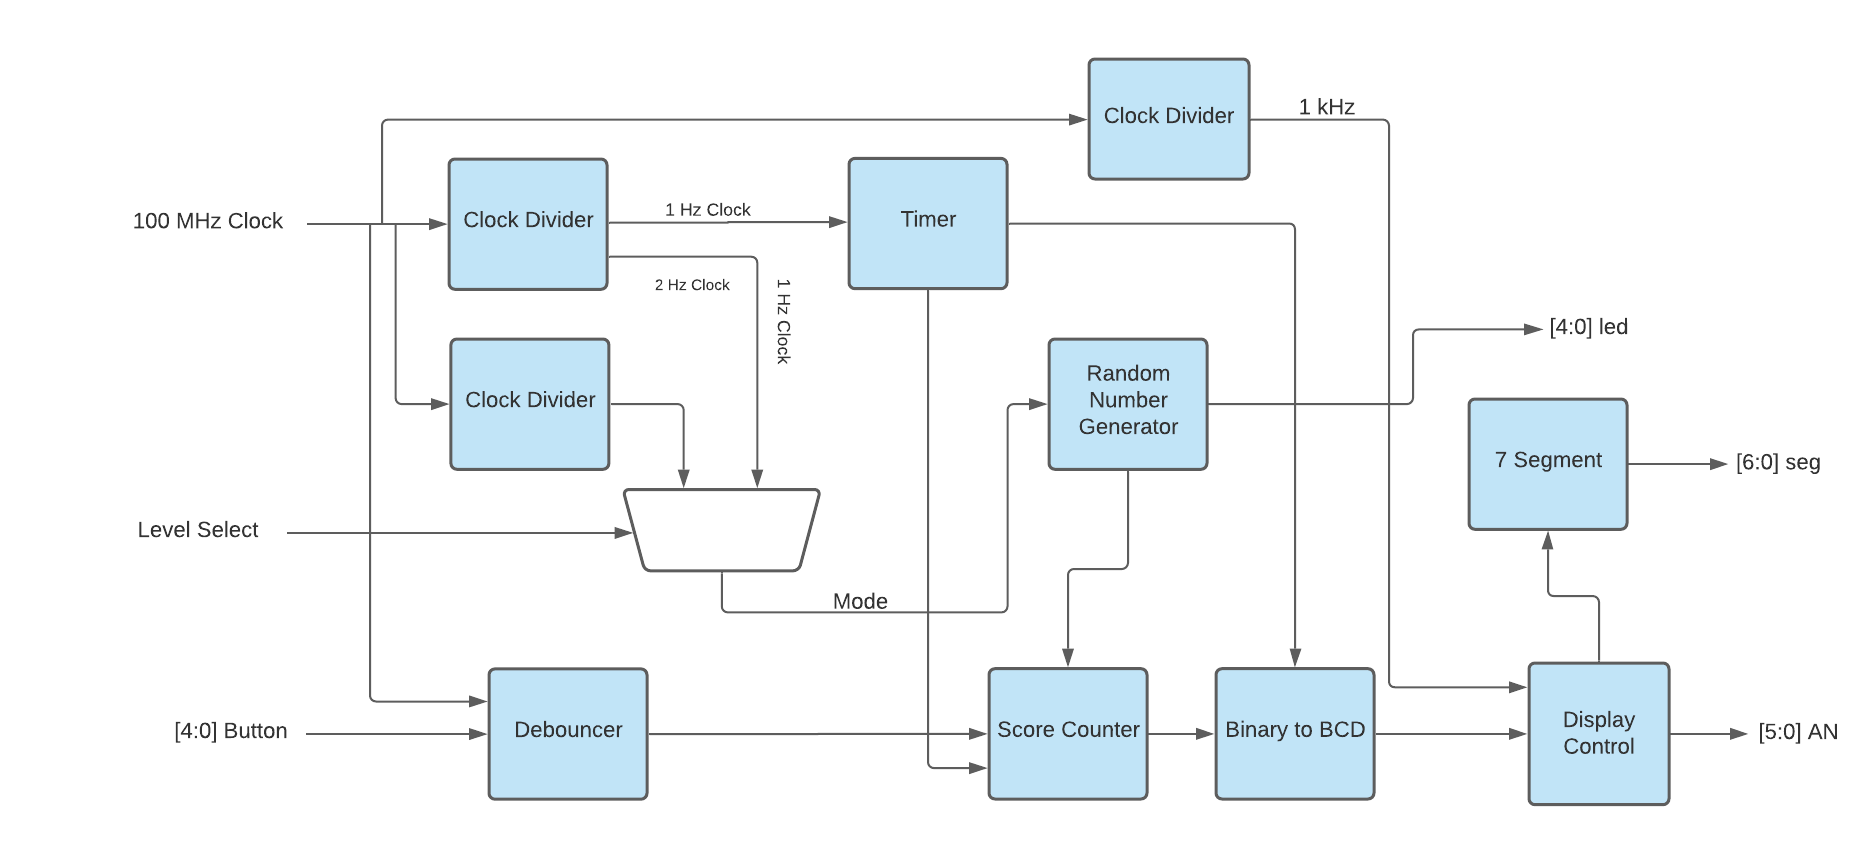 Clock Divider
1 kHz
100 MHz Clock
Clock Divider
1 Hz Clock
Timer
2 Hz Clock
1 Hz Clock
[4:0] led
Clock Divider
Random
Number
Generator
7 Segment
[6:0] seg
Level Select
Mode
[4:0] Button
Debouncer
Score Counter
Binary to BCD
Display
Control
[5:0] AN